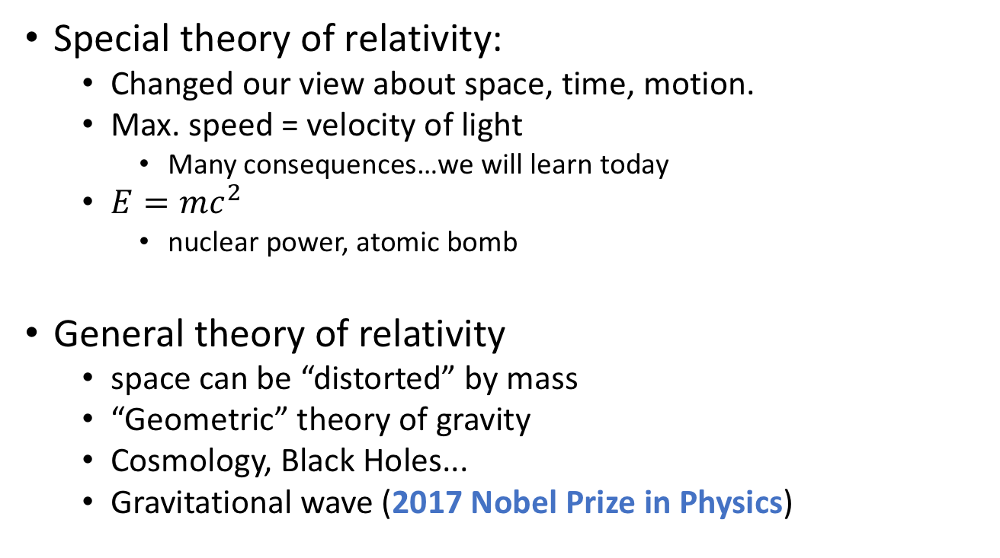 • Special theory of relativity:
• Changed our view about space, time, motion.
• Max. speed = velocity of light
• Many consequences…we will learn today
• 𝐸 = 𝑚𝑐²
• nuclear power, atomic bomb
• General theory of relativity
• space can be “distorted” by mass
• “Geometric” theory of gravity
• Cosmology, Black Holes...
• Gravitational wave (2017 Nobel Prize in Physics)